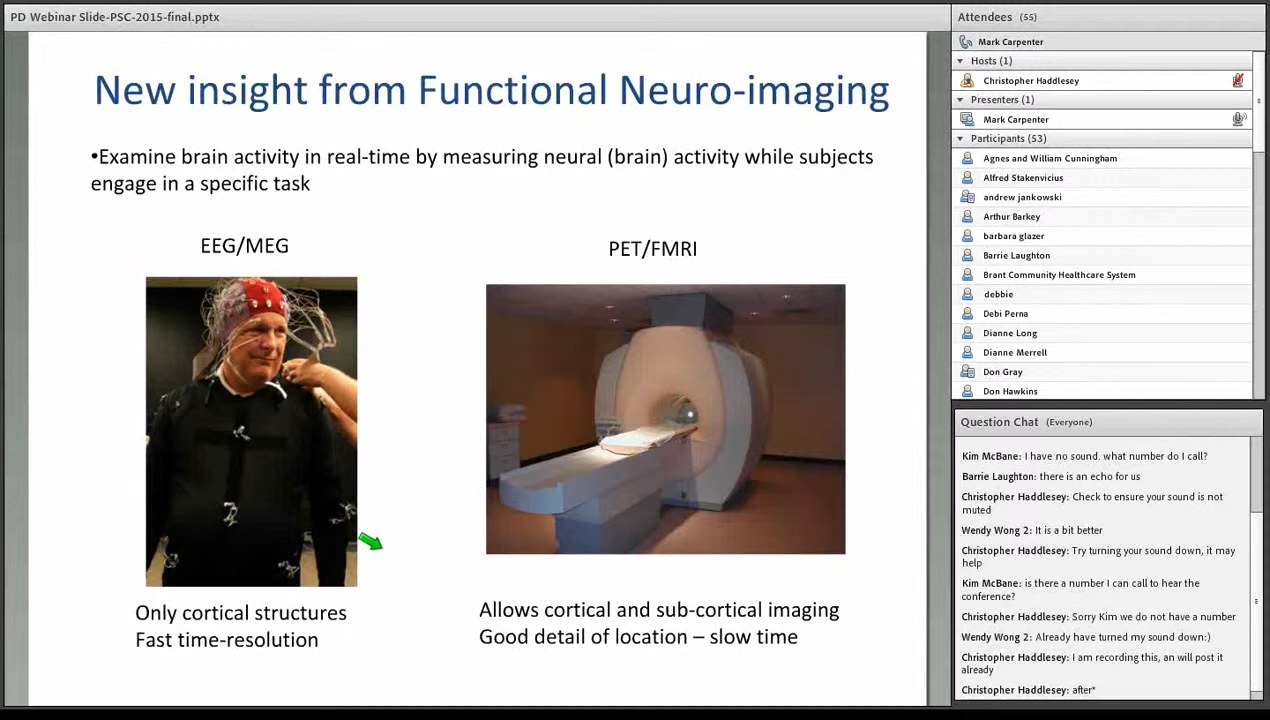 PD Webinar Slide-PSC-2015-final.pptx
New insight from Functional Neuro-imaging
•Examine brain activity in real-time by measuring neural (brain) activity while subjects
engage in a specific task
EEG/MEG
PET/FMRI
Only cortical structures
Fast time-resolution
Allows cortical and sub-cortical imaging
Good detail of location – slow time
Attendees (55)
Mark Carpenter
Hosts (1)
Christopher Haddlesey
Presenters (1)
Mark Carpenter
Participants (53)
Agnes and William Cunningham
Alfred Stakenvicius
andrew jankowski
Arthur Barkey
barbara glazer
Barrie Laughton
Brant Community Healthcare System
debbie
Debi Perna
Dianne Long
Dianne Merrell
Don Gray
Don Hawkins
Question Chat (Everyone)
Kim McBane: I have no sound. what number do I call?
Barrie Laughton: there is an echo for us
Christopher Haddlesey: Check to ensure your sound is not
muted
Wendy Wong 2: It is a bit better
Christopher Haddlesey: Try turning your sound down, it may
help
Kim McBane: is there a number I can call to hear the
conference?
Christopher Haddlesey: Sorry Kim we do not have a number
Wendy Wong 2: Already have turned my sound down:)
Christopher Haddlesey: I am recording this, an will post it
already
Christopher Haddlesey: after*